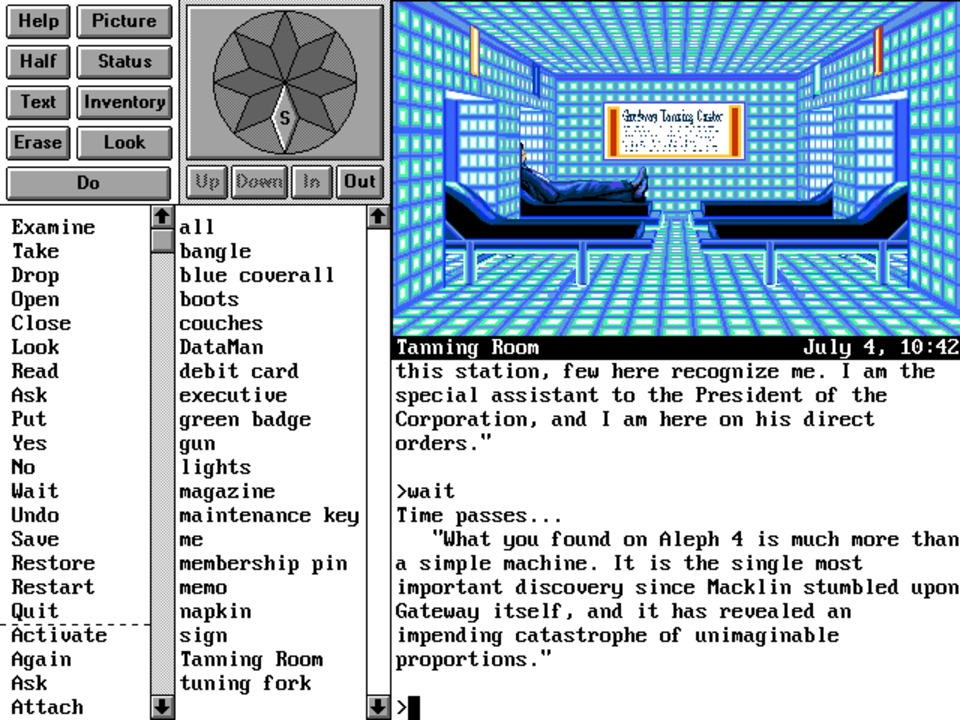 Help
Picture
Half
Status
Text
Inventory
Erase
Look
Do
S
Up
Down
In
Out
Examine
Take
Drop
Open
Close
Look
Read
Ask
Put
Yes
No
Wait
Undo
Save
Restore
Restart
Quit
Activate
Again
Ask
Attach
all
bangle
blue coverall
boots
couches
DataMan
debit card
executive
green badge
gun
lights
magazine
maintenance key
me
membership pin
memo
napkin
sign
Tanning Room
tuning fork
Gateway Tanning Center
Tanning Room
July 4, 10:42
this station, few here recognize me. I am the
special assistant to the President of the
Corporation, and I am here on his direct
orders."
>wait
Time passes...
"What you found on Aleph 4 is much more than
a simple machine. It is the single most
important discovery since Macklin stumbled upon
Gateway itself, and it has revealed an
impending catastrophe of unimaginable
proportions."
>